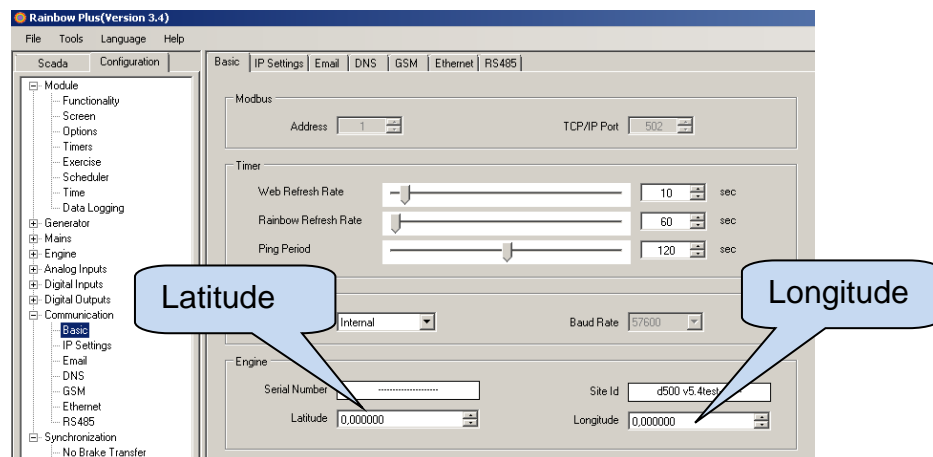 Rainbow Plus(Version 3.4)
File Tools Language Help
Scada Configuration
Basic IP Settings Email DNS GSM Ethernet RS485
Module
Functionality
Screen
Options
Timers
Exercise
Scheduler
Time
Data Logging
Generator
Mains
Engine
Analog Inputs
Digital Inputs
Digital Outputs
Communication
Basic
IP Settings
Email
DNS
GSM
Ethernet
RS485
Synchronization
No Brake Transfer
Modbus
Address 1 TCP/IP Port 502
Timer
Web Refresh Rate 10 sec
Rainbow Refresh Rate 60 sec
Ping Period 120 sec
Latitude
Longitude
Internal Baud Rate 57600
Engine
Serial Number -------------------- Site Id d500 v5.4test
Latitude 0,000000 Longitude 0,000000